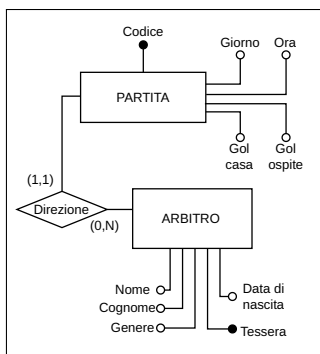 Codice
Giorno
Ora
PARTITA
Gol
casa
Gol
ospite
(1,1)
Direzione
(0,N)
ARBITRO
Nome
Cognome
Genere
Data di
nascita
Tessera